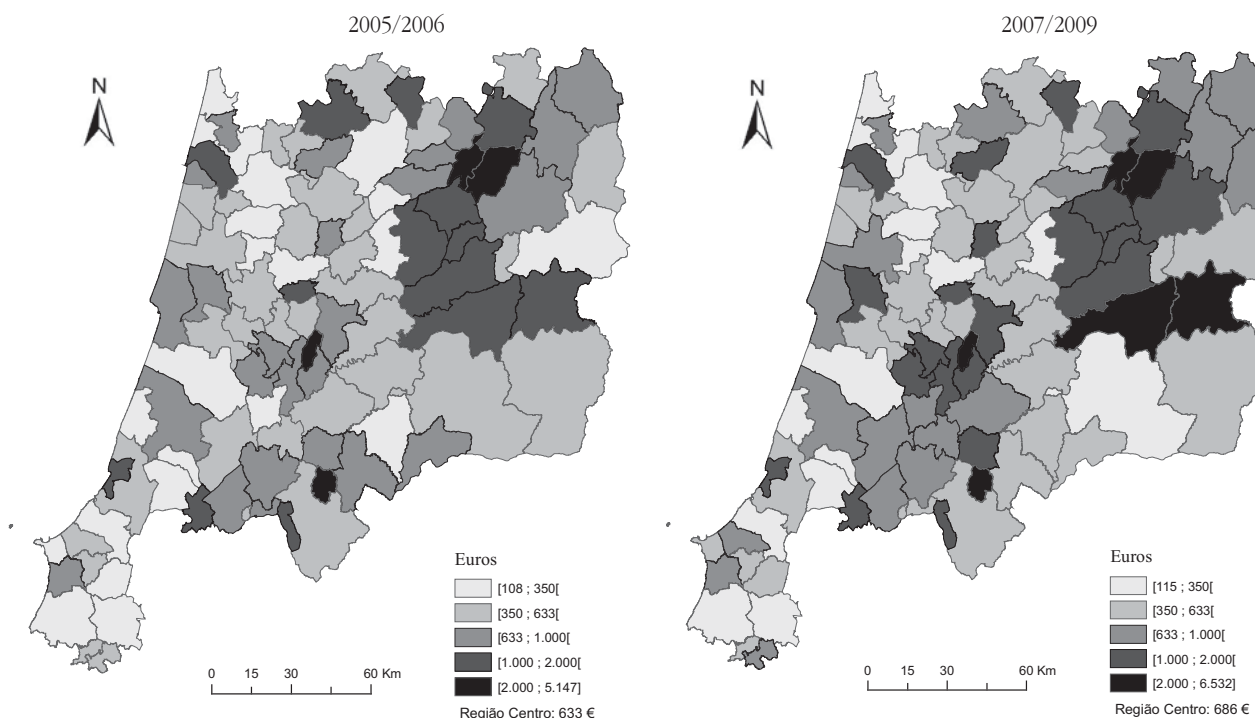 2005/2006
N
Euros
[108 ; 350[
[350 ; 633[
[633 ; 1.000[
[1.000 ; 2.000[
[2.000 ; 5.147]
0 15 30 60 Km
Região Centro: 633 €
2007/2009
N
Euros
[115 ; 350[
[350 ; 633[
[633 ; 1.000[
[1.000 ; 2.000[
[2.000 ; 6.532]
0 15 30 60 Km
Região Centro: 686 €